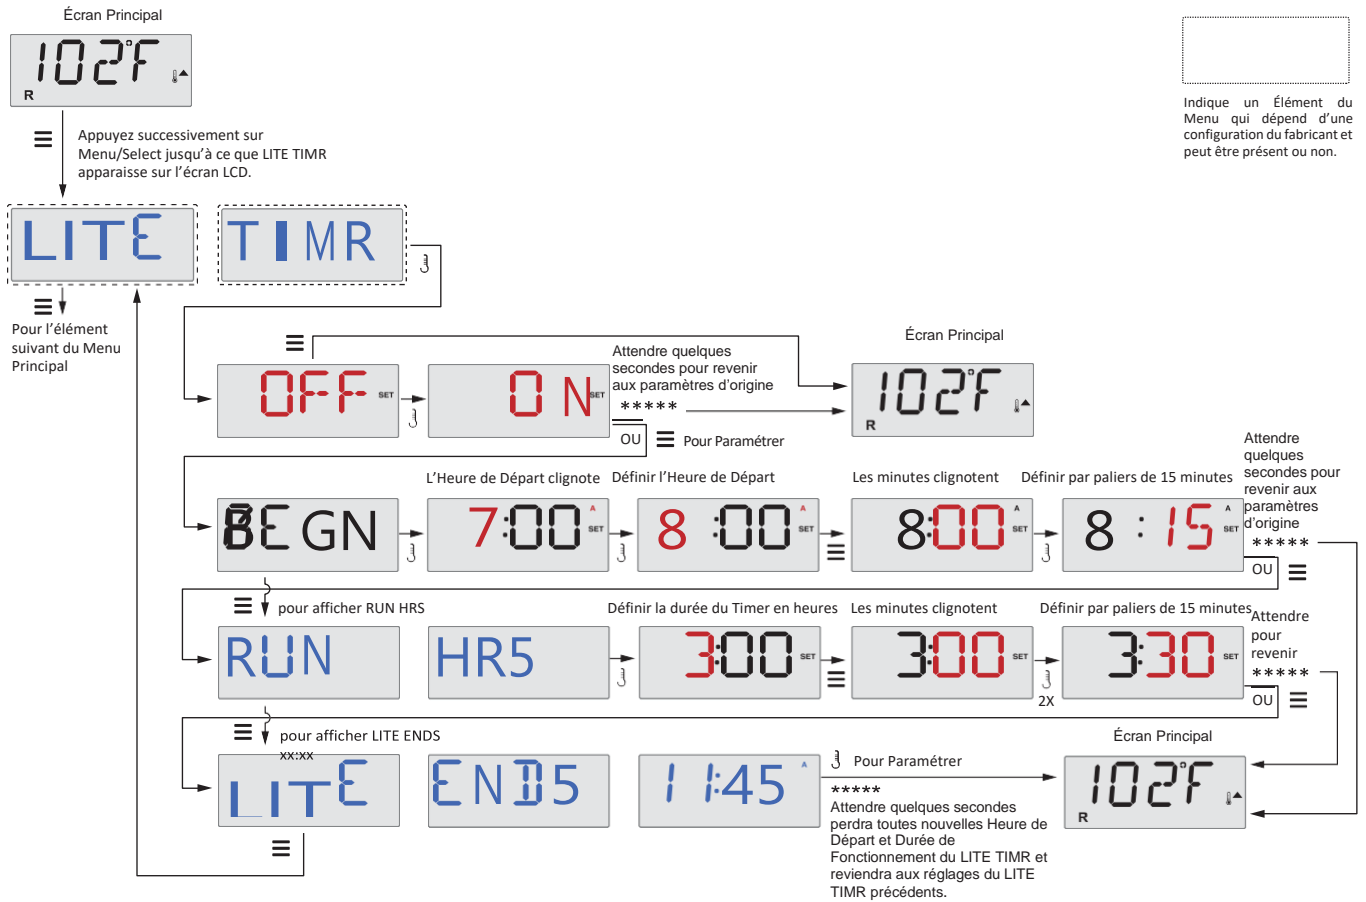 Écran Principal
102°F
R
Appuyez successivement sur
Menu/Select jusqu'à ce que LITE TIMR
apparaisse sur l'écran LCD.
Indique un Élément du
Menu qui dépend d'une
configuration du fabricant et
peut être présent ou non.
LITE
TIMR
Pour l'élément
suivant du Menu
Principal
OFF
SET
ON
SET
Attendre quelques
secondes pour revenir
aux paramètres d'origine
*****
OU
Pour Paramétrer
Écran Principal
102°F
R
L'Heure de Départ clignote
Définir l'Heure de Départ
Les minutes clignotent
Définir par paliers de 15 minutes
Attendre
quelques
secondes pour
revenir aux
paramètres
d'origine
*****
OU
BEGN
7:00 A SET
8:00 A SET
8:00 A SET
8:15 A SET
pour afficher RUN HRS
Définir la durée du Timer en heures
Les minutes clignotent
Définir par paliers de 15 minutes
Attendre
pour
revenir
*****
OU
RUN
HR5
3:00 SET
3:00 SET
2X
3:30 SET
pour afficher LITE ENDS
xx:xx
LITE
END5
11:45 A
Pour Paramétrer
*****
Attendre quelques secondes
perdra toutes nouvelles Heure de
Départ et Durée de
Fonctionnement du LITE TIMR et
reviendra aux réglages du LITE
TIMR précédents.
Écran Principal
102°F
R